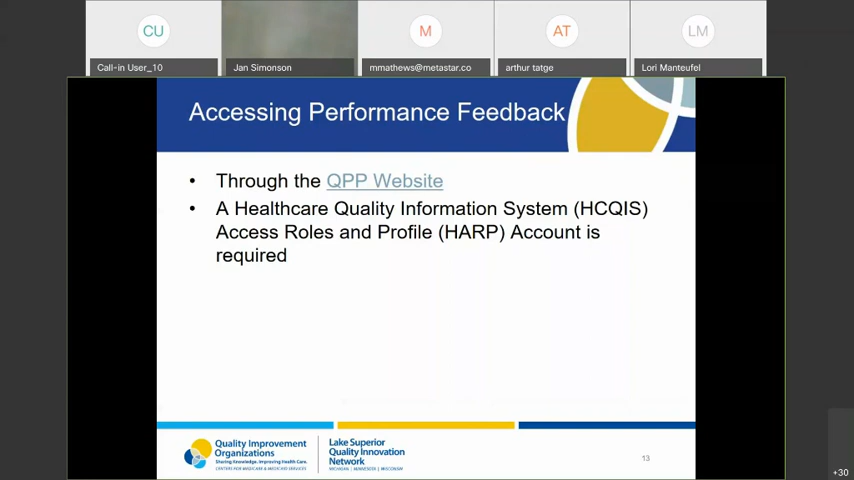 CU
M
AT
LM
Call-in User_10
Jan Simonson
mmathews@metastar.co
arthur tatge
Lori Manteufel
Accessing Performance Feedback
• Through the QPP Website
• A Healthcare Quality Information System (HCQIS)
Access Roles and Profile (HARP) Account is
required
Quality Improvement
Organizations
Sharing Knowledge. Improving Health Care.
CENTERS FOR MEDICARE & MEDICAID SERVICES
Lake Superior
Quality Innovation
Network
MICHIGAN | MINNESOTA | WISCONSIN
13
+30